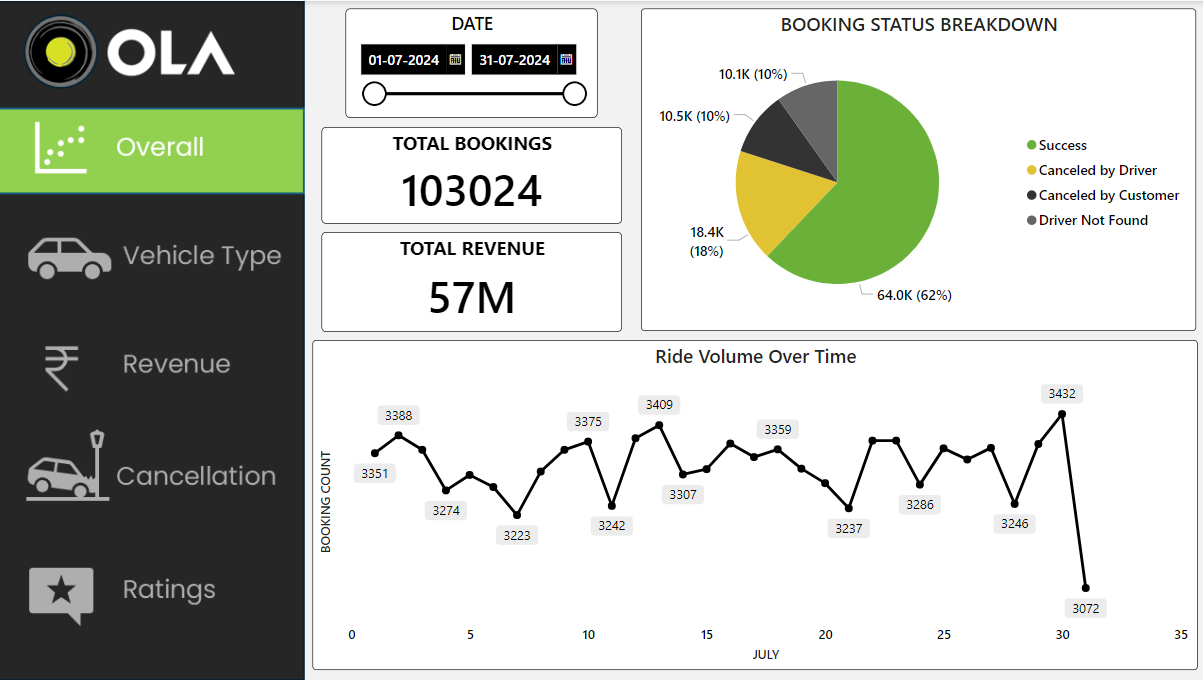 OLA
Overall
Vehicle Type
Revenue
Cancellation
Ratings
DATE
01-07-2024
31-07-2024
TOTAL BOOKINGS
103024
TOTAL REVENUE
57M
BOOKING STATUS BREAKDOWN
10.1K (10%)
10.5K (10%)
18.4K
(18%)
64.0K (62%)
Success
Canceled by Driver
Canceled by Customer
Driver Not Found
Ride Volume Over Time
BOOKING COUNT
3351
3388
3274
3223
3375
3242
3409
3307
3359
3237
3286
3246
3432
3072
0
5
10
15
20
25
30
35
JULY